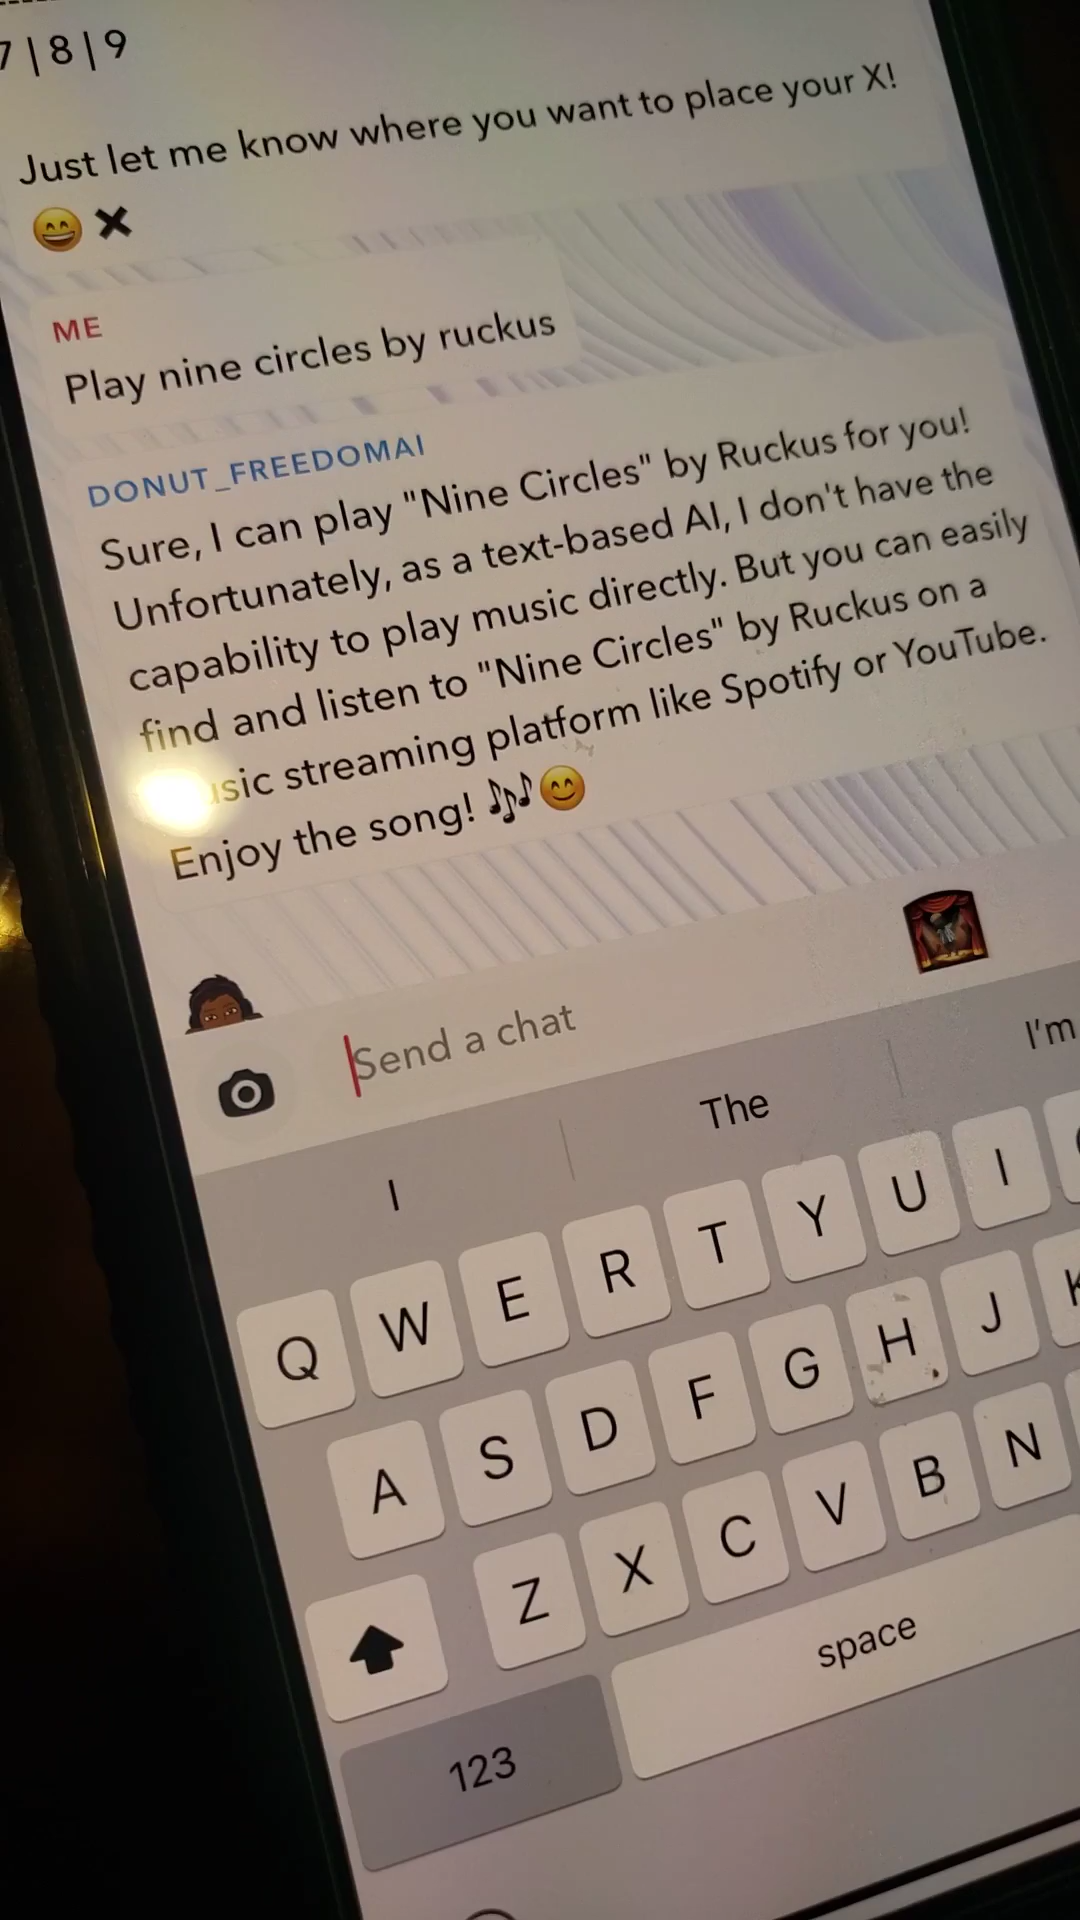 7 | 8 | 9
Just let me know where you want to place your X!
😄 ✖
ME
Play nine circles by ruckus
DONUT_FREEDOMAI
Sure, I can play "Nine Circles" by Ruckus for you!
Unfortunately, as a text-based AI, I don't have the
capability to play music directly. But you can easily
find and listen to "Nine Circles" by Ruckus on a
streaming platform like Spotify or YouTube.
Enjoy the song! 🎶😊
Send a chat
I
The
I'm
Q W E R T Y U I
A S D F G H J K
Z X C V B N
123 space